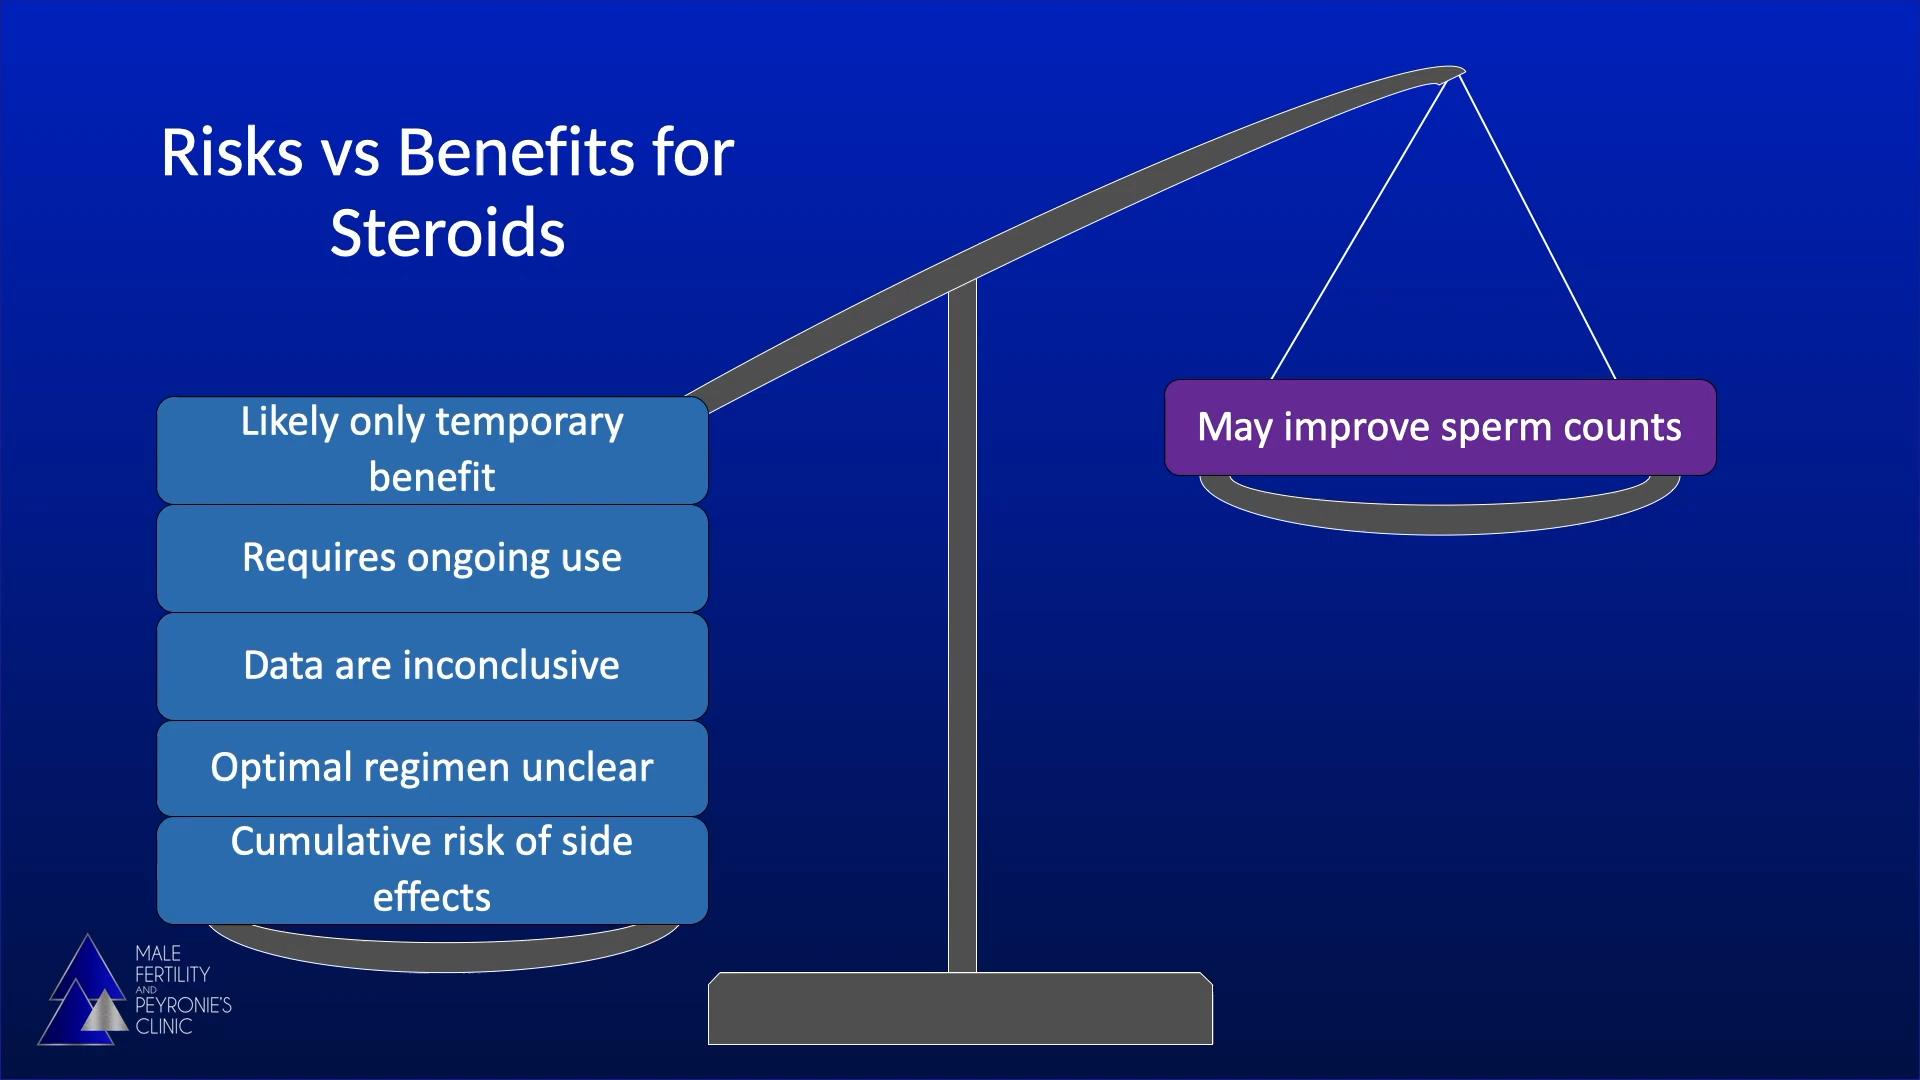 Risks vs Benefits for
Steroids
Likely only temporary
benefit
Requires ongoing use
Data are inconclusive
Optimal regimen unclear
Cumulative risk of side
effects
May improve sperm counts
MALE
FERTILITY
AND
PEYRONIE'S
CLINIC